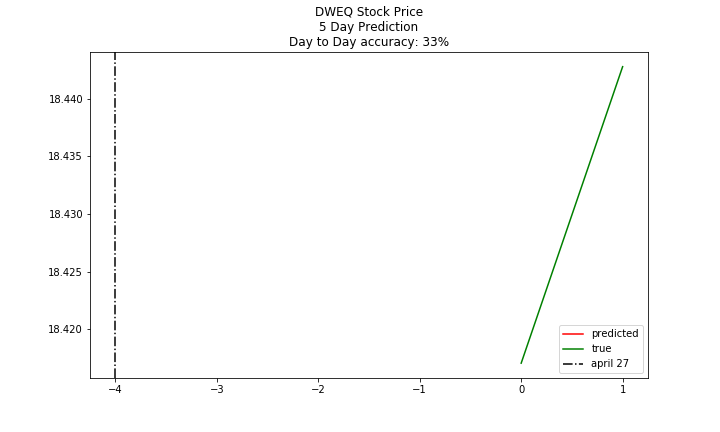 DWEQ Stock Price
5 Day Prediction
Day to Day accuracy: 33%
18.440
18.435
18.430
18.425
18.420
−4
−3
−2
−1
0
1
predicted
true
april 27